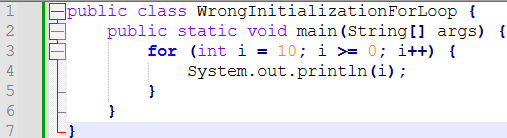 1 public class WrongInitializationForLoop {
2 public static void main(String[] args) {
3 for (int i = 10; i >= 0; i++) {
4 System.out.println(i);
5 }
6 }
7 }